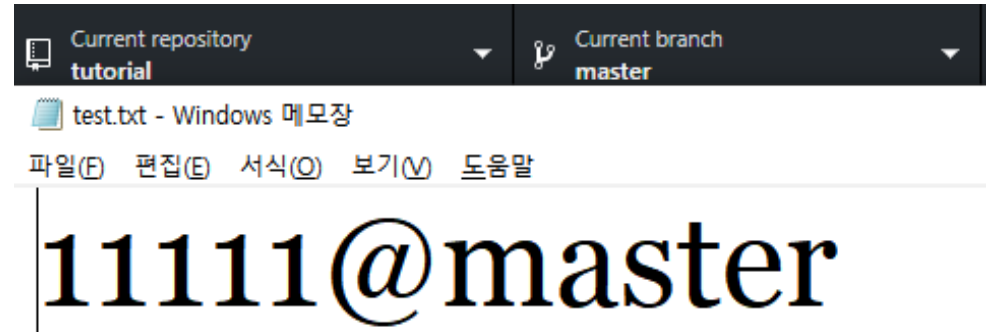 Current repository
tutorial
Current branch
master
test.txt - Windows 메모장
파일(F) 편집(E) 서식(O) 보기(V) 도움말
11111@master